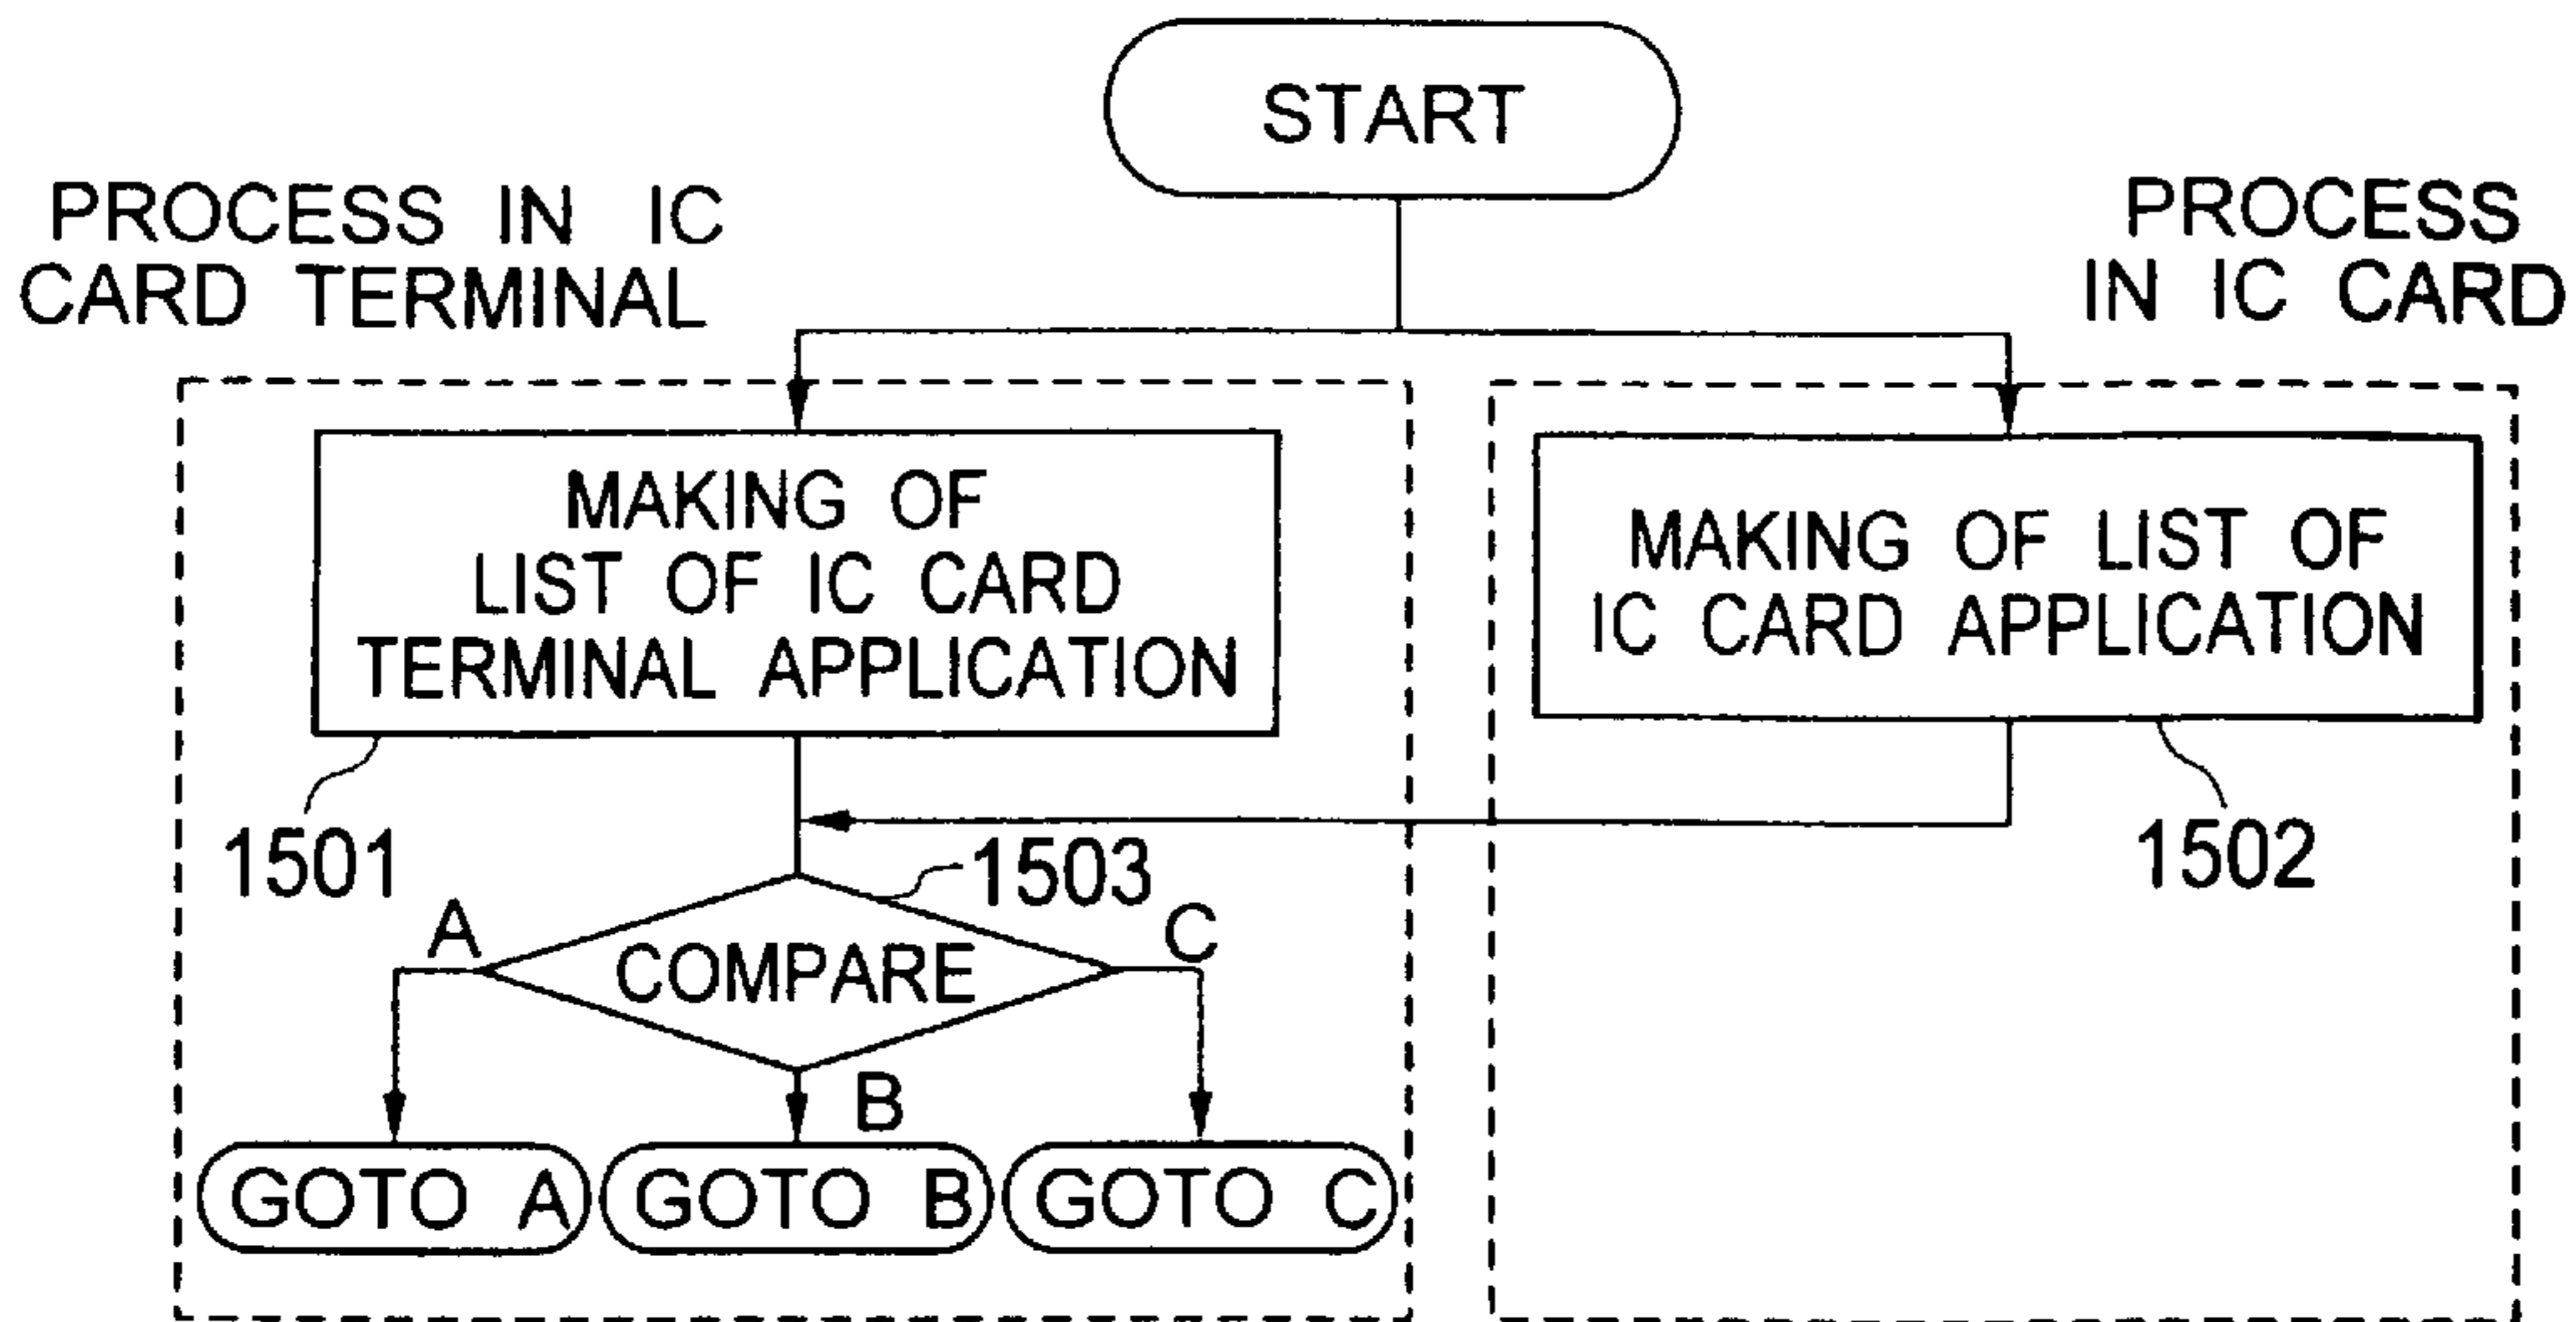 START
PROCESS IN IC
CARD TERMINAL
PROCESS
IN IC CARD
MAKING OF
LIST OF IC CARD
TERMINAL APPLICATION
MAKING OF LIST OF
IC CARD APPLICATION
1501
1502
1503
A
COMPARE
C
B
GOTO A
GOTO B
GOTO C